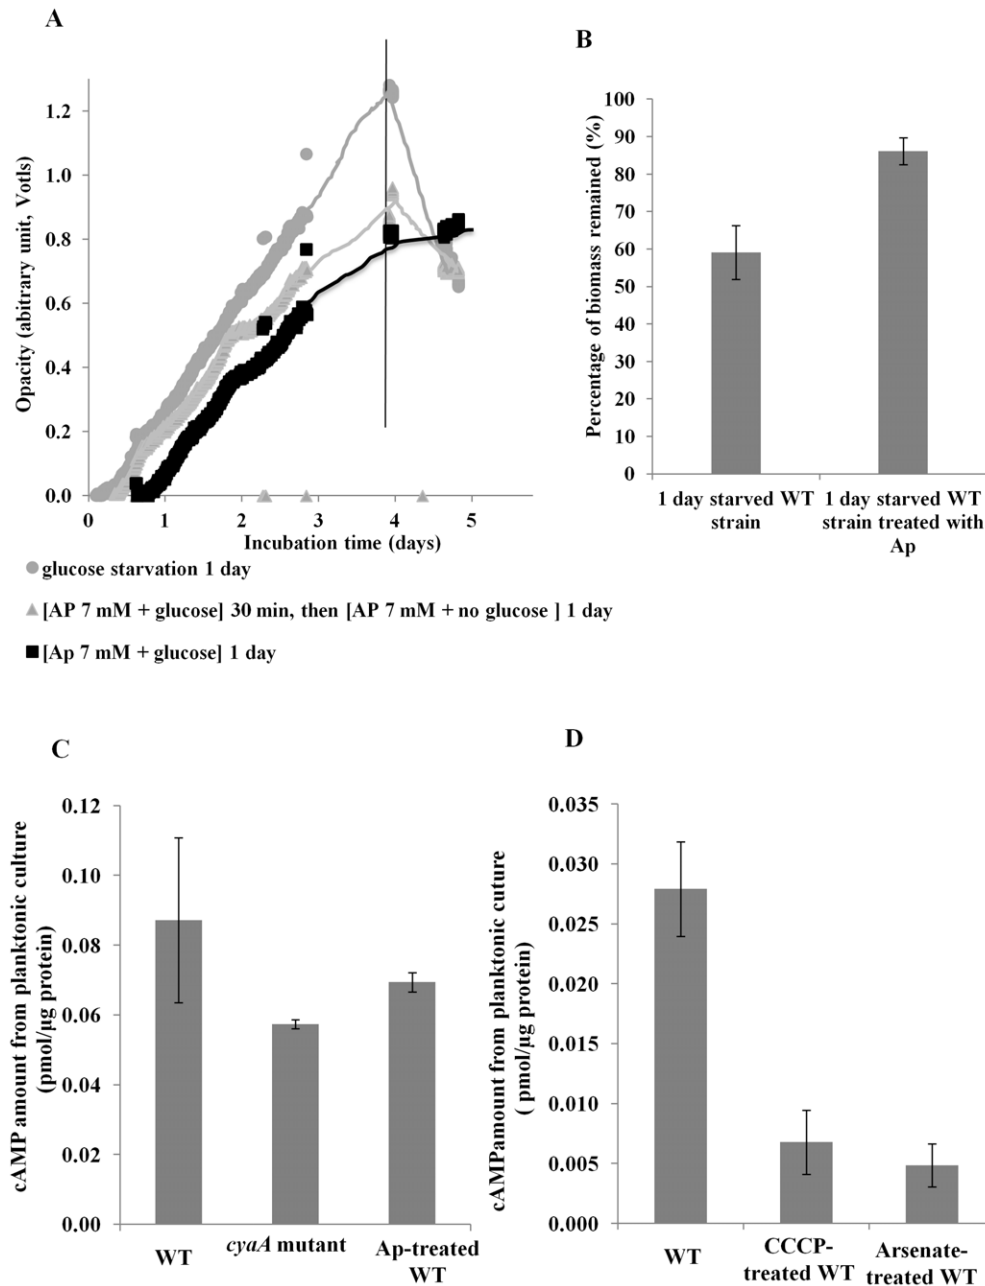 A
Opacity (abitrary unit, Votls)
1.2
1.0
0.8
0.6
0.4
0.2
0.0
0 1 2 3 4 5
Incubation time (days)
glucose starvation 1 day
[AP 7 mM + glucose] 30 min, then [AP 7 mM + no glucose ] 1 day
[Ap 7 mM + glucose] 1 day
B
Percentage of biomass remained (%)
100
90
80
70
60
50
40
30
20
10
0
1 day starved WT
strain
1 day starved WT
strain treated with
Ap
C
cAMP amount from planktonic culture
(pmol/µg protein)
0.12
0.10
0.08
0.06
0.04
0.02
0.00
WT
cyaA mutant
Ap-treated
WT
D
cAMPamount from planktonic cuture
( pmol/µg protein)
0.035
0.030
0.025
0.020
0.015
0.010
0.005
0.000
WT
CCCP-
treated WT
Arsenate-
treated WT